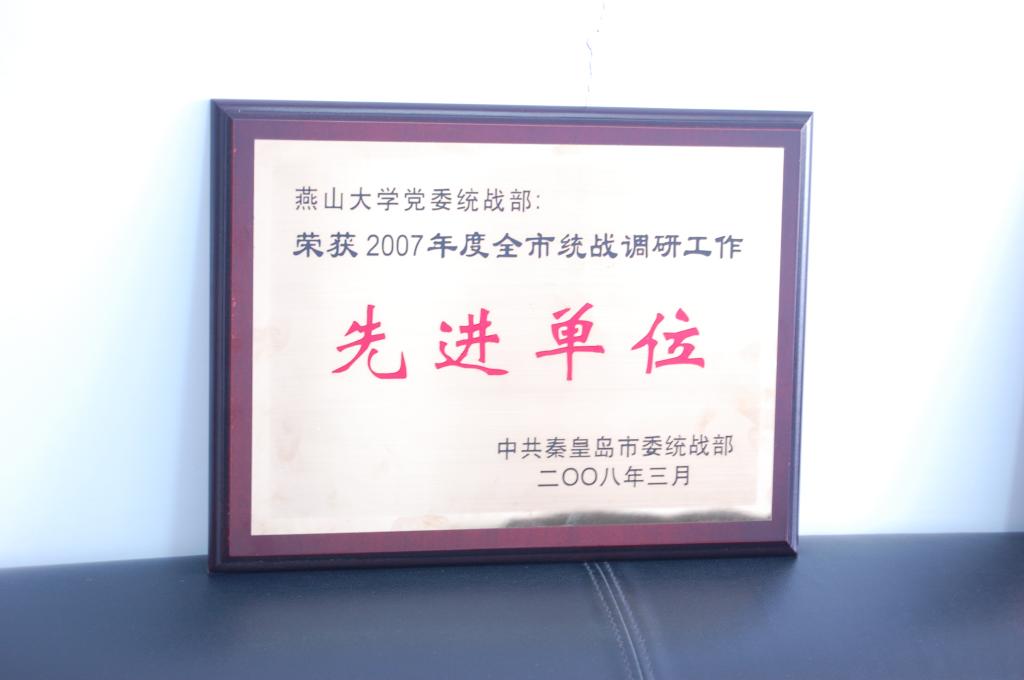 燕山大学党委统战部:
荣获2007年度全市统战调研工作
先进单位
中共秦皇岛市委统战部
二〇〇八年三月